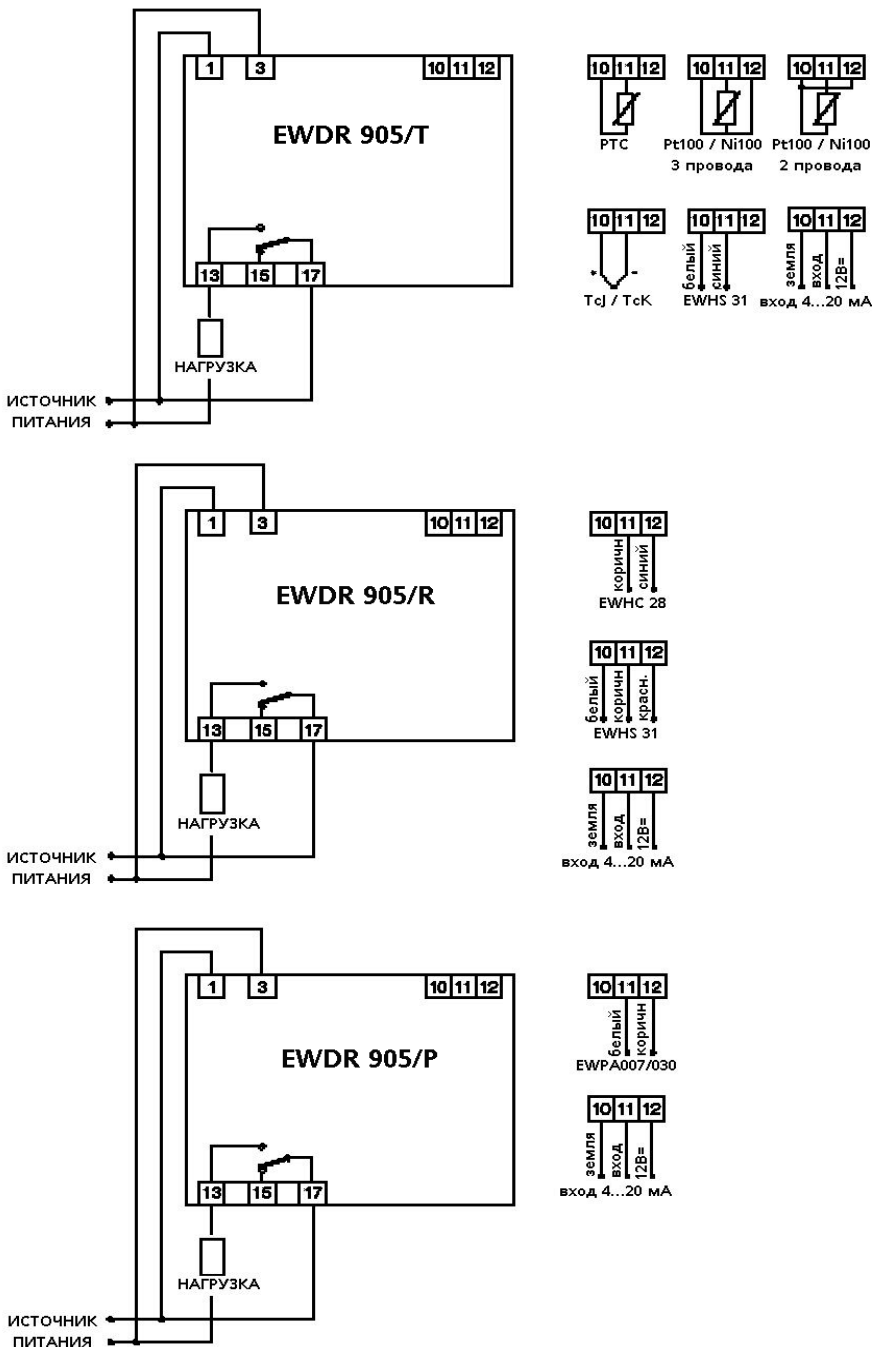 1 3 10 11 12
EWDR 905/T
13 15 17
НАГРУЗКА
ИСТОЧНИК
ПИТАНИЯ
10 11 12
PTC
10 11 12
Pt100 / Ni100
3 провода
10 11 12
Pt100 / Ni100
2 провода
10 11 12
+ -
TcJ / TcK
10 11 12
белый
синий
EWHS 31
10 11 12
земля
вход
12В=
вход 4...20 мА
1 3 10 11 12
EWDR 905/R
13 15 17
НАГРУЗКА
ИСТОЧНИК
ПИТАНИЯ
10 11 12
коричн
синий
EWHC 28
10 11 12
белый
коричн
красн.
EWHS 31
10 11 12
земля
вход
12В=
вход 4...20 мА
1 3 10 11 12
EWDR 905/P
13 15 17
НАГРУЗКА
ИСТОЧНИК
ПИТАНИЯ
10 11 12
белый
коричн
EWPA007/030
10 11 12
земля
вход
12В=
вход 4...20 мА